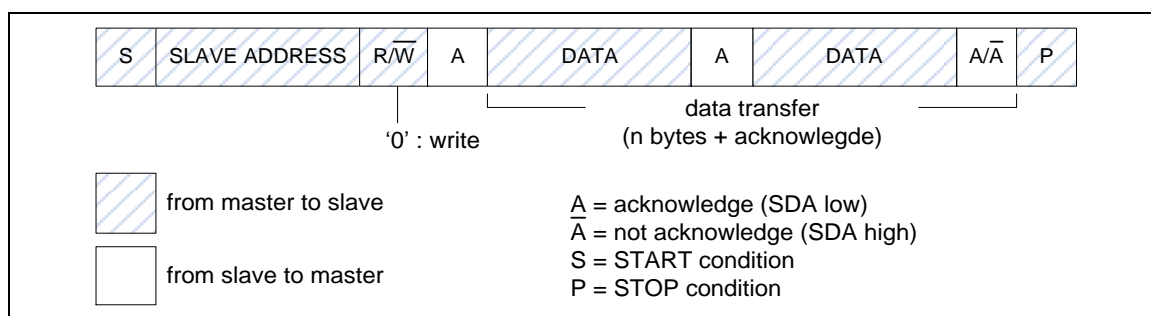 S SLAVE ADDRESS R/W̅ A DATA A DATA A/A̅ P
data transfer
'0' : write (n bytes + acknowlegde)
from master to slave
A = acknowledge (SDA low)
A̅ = not acknowledge (SDA high)
from slave to master
S = START condition
P = STOP condition